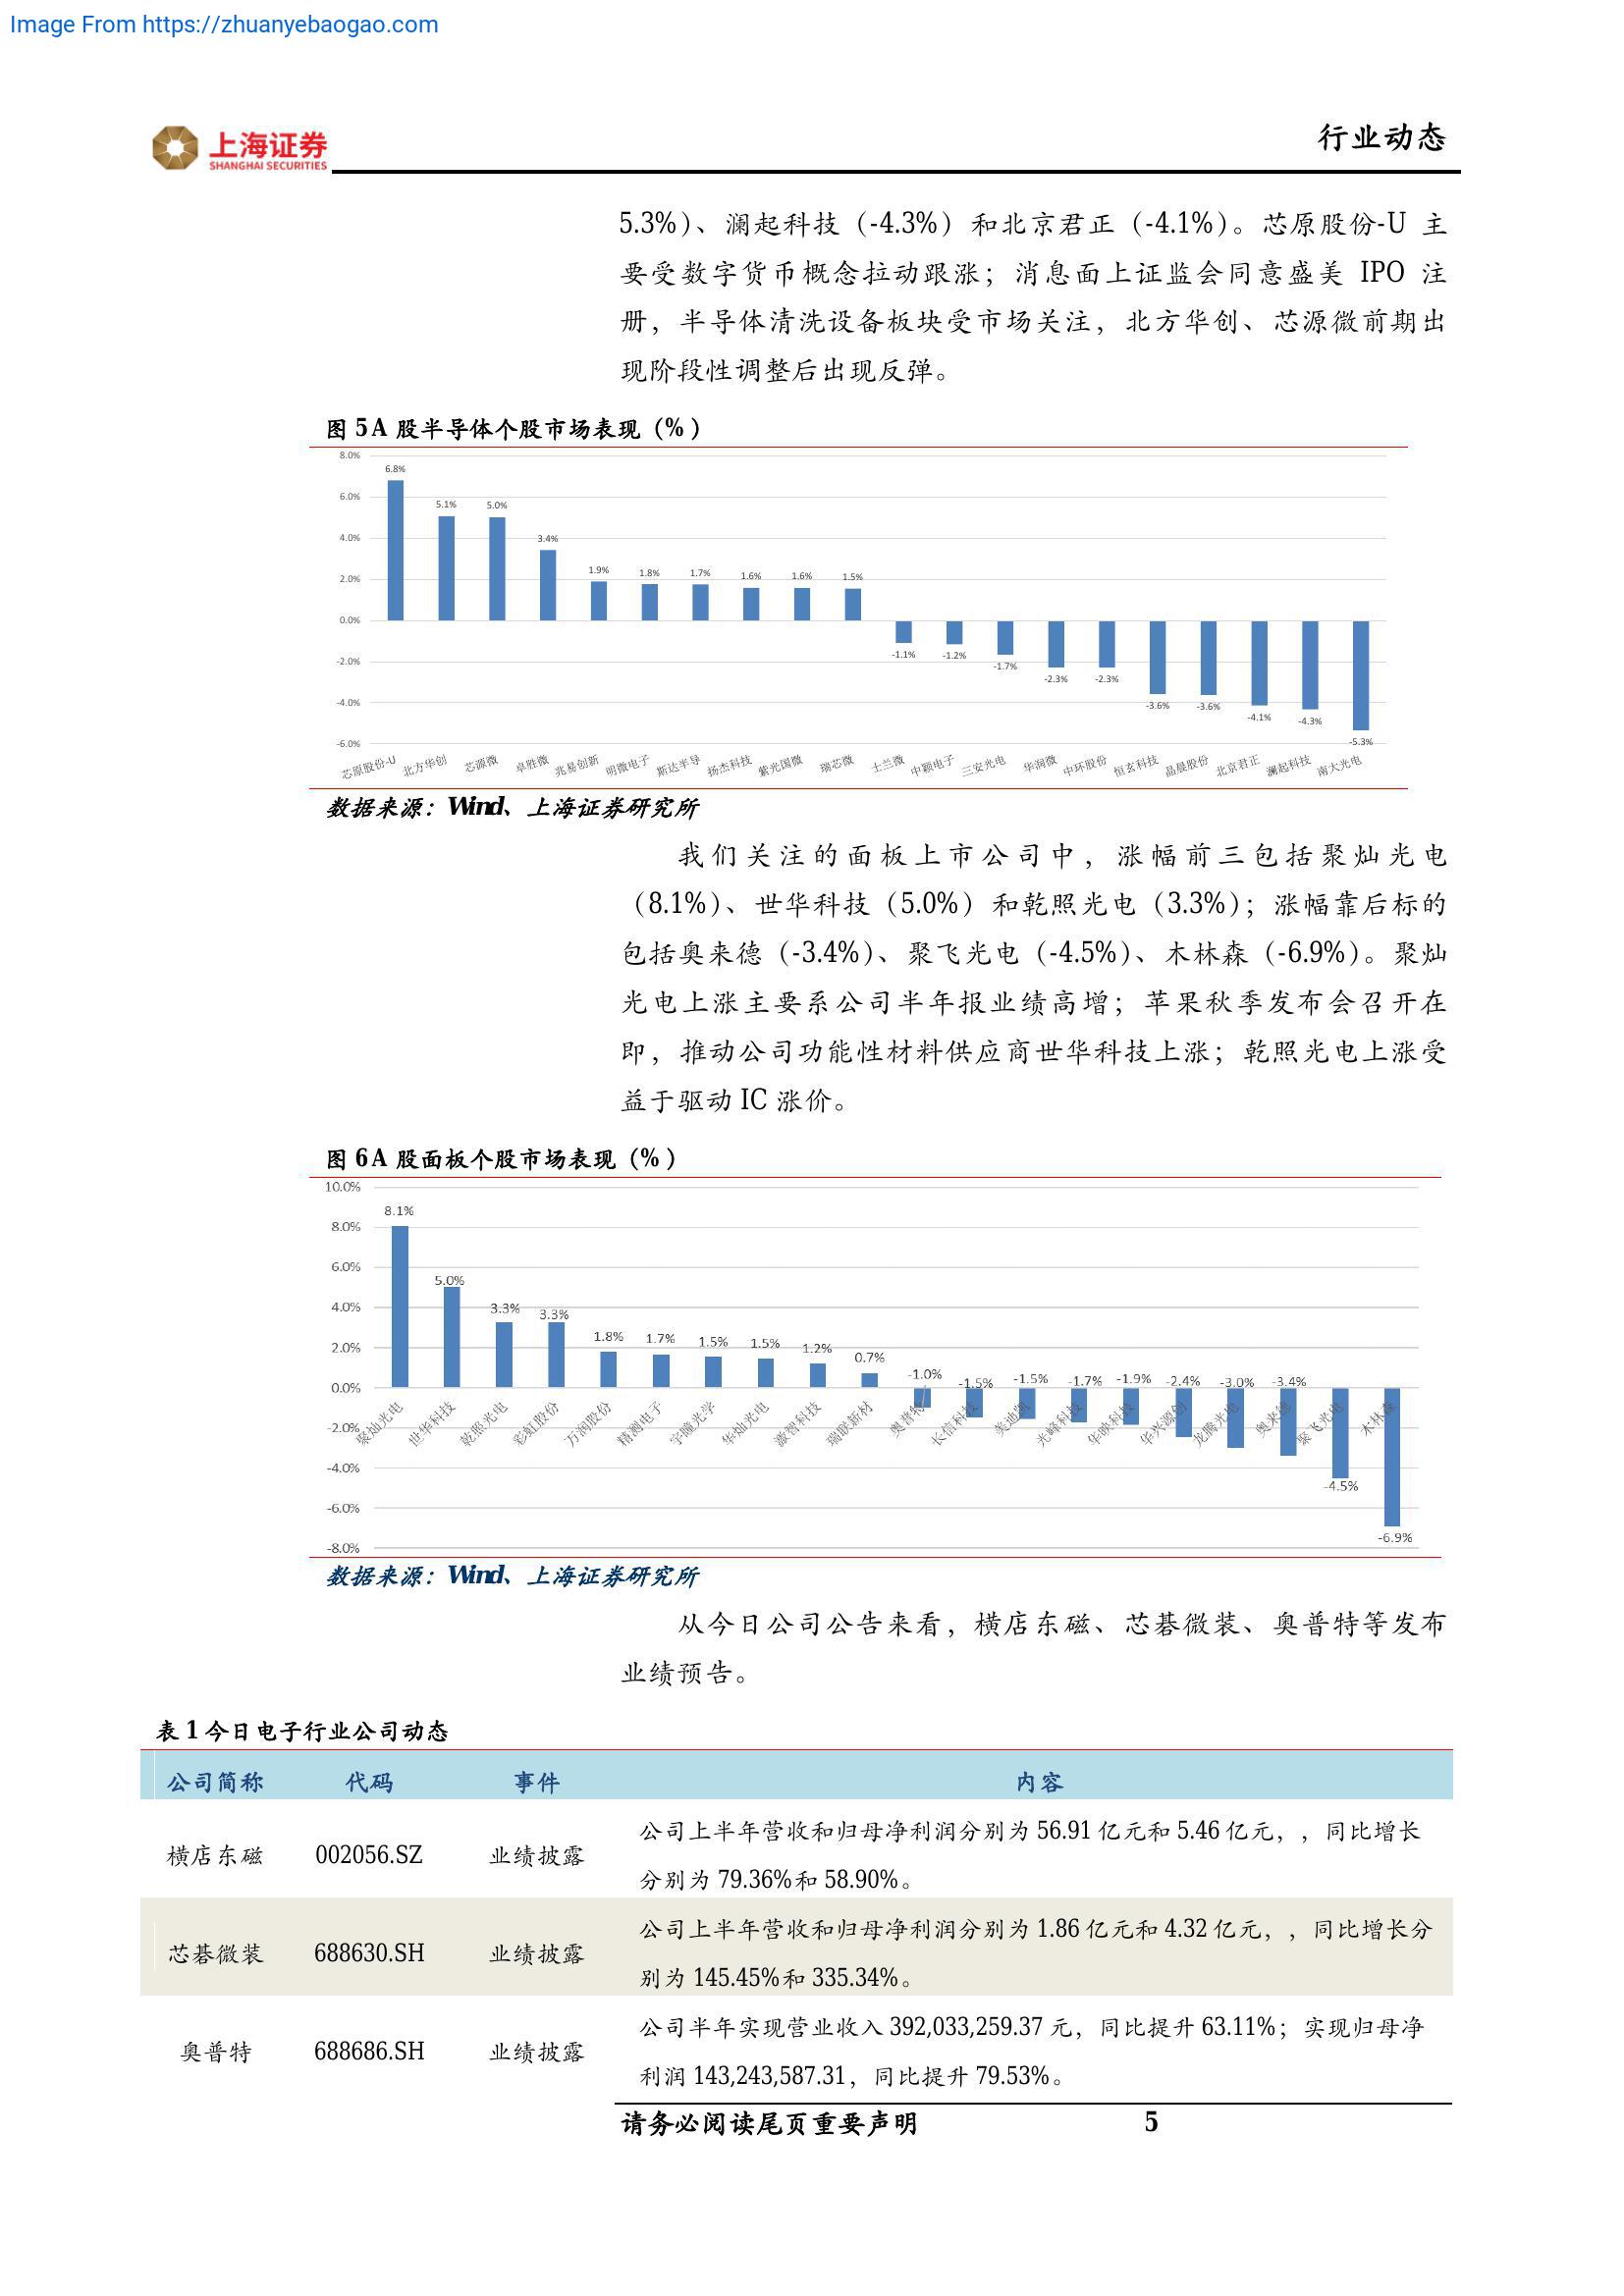 Image From https://zhuanyebaogao.com
上海证券
SHANGHAI SECURITIES
行业动态
5.3%）、澜起科技（-4.3%）和北京君正（-4.1%）。芯原股份-U 主
要受数字货币概念拉动跟涨；消息面上证监会同意盛美 IPO 注
册，半导体清洗设备板块受市场关注，北方华创、芯源微前期出
现阶段性调整后出现反弹。
图 5A 股半导体个股市场表现（%）
8.0%
6.0%
4.0%
2.0%
0.0%
-2.0%
-4.0%
-6.0%
6.8%
5.1%
5.0%
3.4%
1.9%
1.8%
1.7%
1.6%
1.6%
1.5%
-1.1%
-1.2%
-1.7%
-2.3%
-2.3%
-3.6%
-3.6%
-4.1%
-4.3%
-5.3%
芯原股份-U
北方华创
芯源微
卓胜微
兆易创新
明微电子
斯达半导
扬杰科技
紫光国微
瑞芯微
士兰微
中颖电子
三安光电
华润微
中环股份
恒玄科技
晶晨股份
北京君正
澜起科技
南大光电
数据来源：Wind、上海证券研究所
我们关注的面板上市公司中，涨幅前三包括聚灿光电
（8.1%）、世华科技（5.0%）和乾照光电（3.3%）；涨幅靠后标的
包括奥来德（-3.4%）、聚飞光电（-4.5%）、木林森（-6.9%）。聚灿
光电上涨主要系公司半年报业绩高增；苹果秋季发布会召开在
即，推动公司功能性材料供应商世华科技上涨；乾照光电上涨受
益于驱动 IC 涨价。
图 6A 股面板个股市场表现（%）
10.0%
8.0%
6.0%
4.0%
2.0%
0.0%
-2.0%
-4.0%
-6.0%
-8.0%
8.1%
5.0%
3.3%
3.3%
1.8%
1.7%
1.5%
1.5%
1.2%
0.7%
-1.0%
-1.5%
-1.5%
-1.7%
-1.9%
-2.4%
-3.0%
-3.4%
-4.5%
-6.9%
聚灿光电
世华科技
乾照光电
彩虹股份
万润股份
精测电子
宇瞳光学
华灿光电
激智科技
瑞联新材
奥普特
长信科技
美迪凯
光峰科技
华映科技
华兴源创
龙腾光电
奥来德
聚飞光电
木林森
数据来源：Wind、上海证券研究所
从今日公司公告来看，横店东磁、芯碁微装、奥普特等发布
业绩预告。
表 1 今日电子行业公司动态
公司简称 代码 事件 内容
公司上半年营收和归母净利润分别为 56.91 亿元和 5.46 亿元，，同比增长
横店东磁 002056.SZ 业绩披露
分别为 79.36%和 58.90%。
公司上半年营收和归母净利润分别为 1.86 亿元和 4.32 亿元，，同比增长分
芯碁微装 688630.SH 业绩披露
别为 145.45%和 335.34%。
公司半年实现营业收入 392,033,259.37 元，同比提升 63.11%；实现归母净
奥普特 688686.SH 业绩披露
利润 143,243,587.31，同比提升 79.53%。
请务必阅读尾页重要声明 5